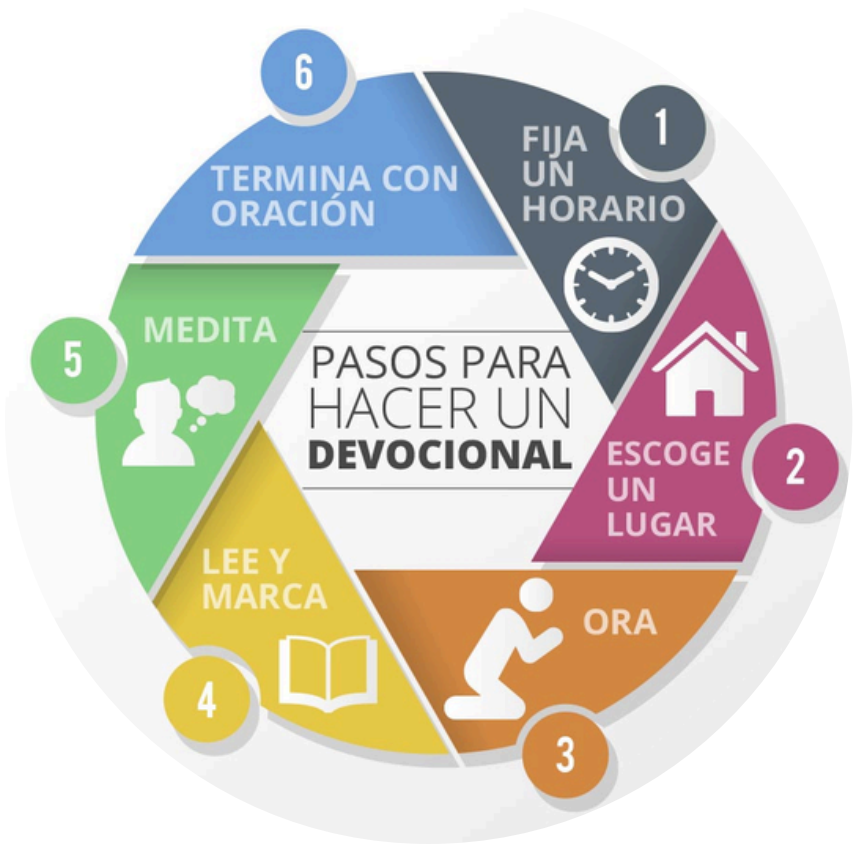 PASOS PARA
HACER UN
DEVOCIONAL
1
FIJA
UN
HORARIO
2
ESCOGE
UN
LUGAR
3
ORA
4
LEE Y
MARCA
5
MEDITA
6
TERMINA CON
ORACIÓN